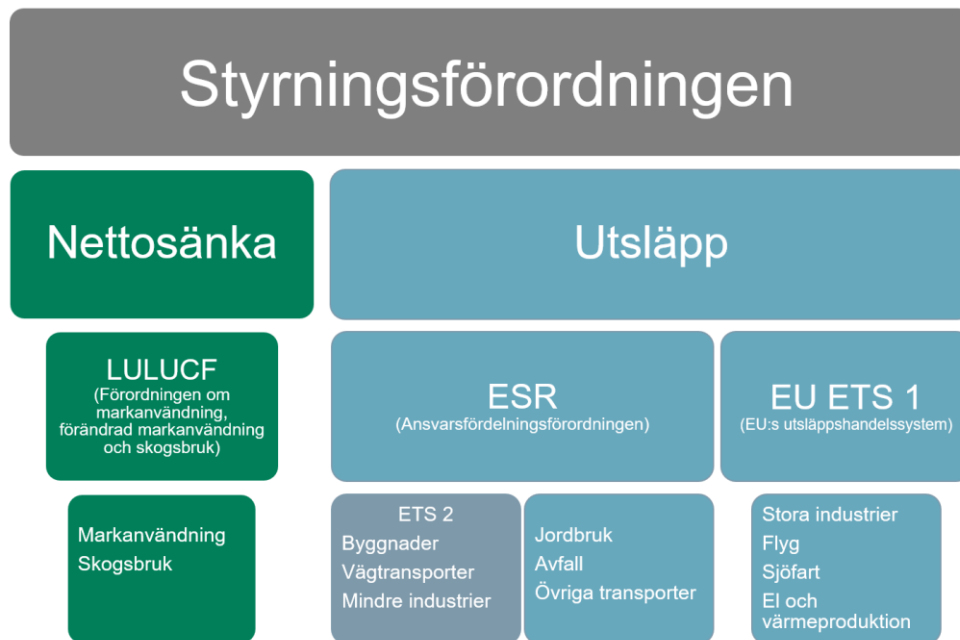 Styrningsförordningen
Nettosänka
Utsläpp
LULUCF
(Förordningen om
markanvändning,
förändrad markanvändning
och skogsbruk)
ESR
(Ansvarsfördelningsförordningen)
EU ETS 1
(EU:s utsläppshandelssystem)
Markanvändning
Skogsbruk
ETS 2
Byggnader
Vägtransporter
Mindre industrier
Jordbruk
Avfall
Övriga transporter
Stora industrier
Flyg
Sjöfart
El och
värmeproduktion